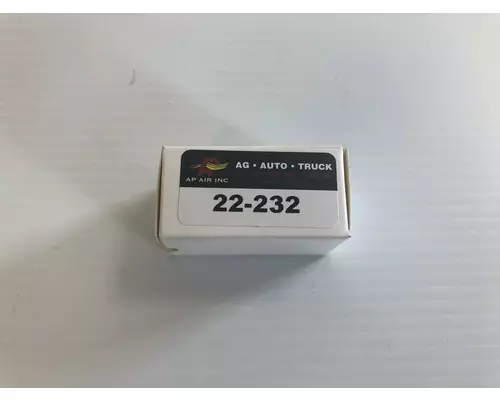 AG • AUTO • TRUCK
AP AIR INC
22-232